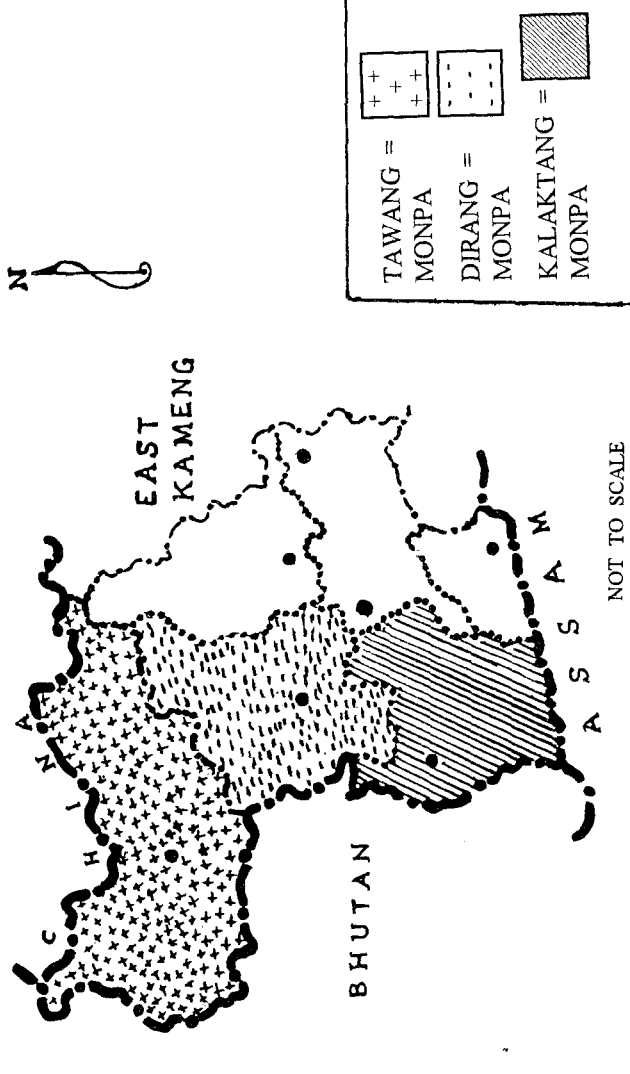 N
EAST
KAMENG
CHINA
BHUTAN
ASSAM
TAWANG =
MONPA
DIRANG =
MONPA
KALAKTANG =
MONPA
NOT TO SCALE